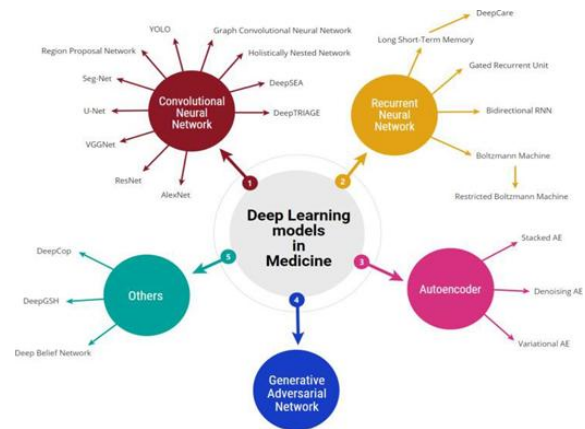 YOLO
Graph Convolutional Neural Network
Region Proposal Network
Holistically Nested Network
Seg-Net
DeepSEA
U-Net
DeepTRIAGE
VGGNet
ResNet
AlexNet
Convolutional
Neural
Network
DeepCare
Long Short-Term Memory
Gated Recurrent Unit
Bidirectional RNN
Boltzmann Machine
Restricted Boltzmann Machine
Recurrent
Neural
Network
1
2
Deep Learning
models
in
Medicine
3
4
5
Stacked AE
Denoising AE
Variational AE
Autoencoder
DeepCop
DeepGSH
Deep Belief Network
Others
Generative
Adversarial
Network